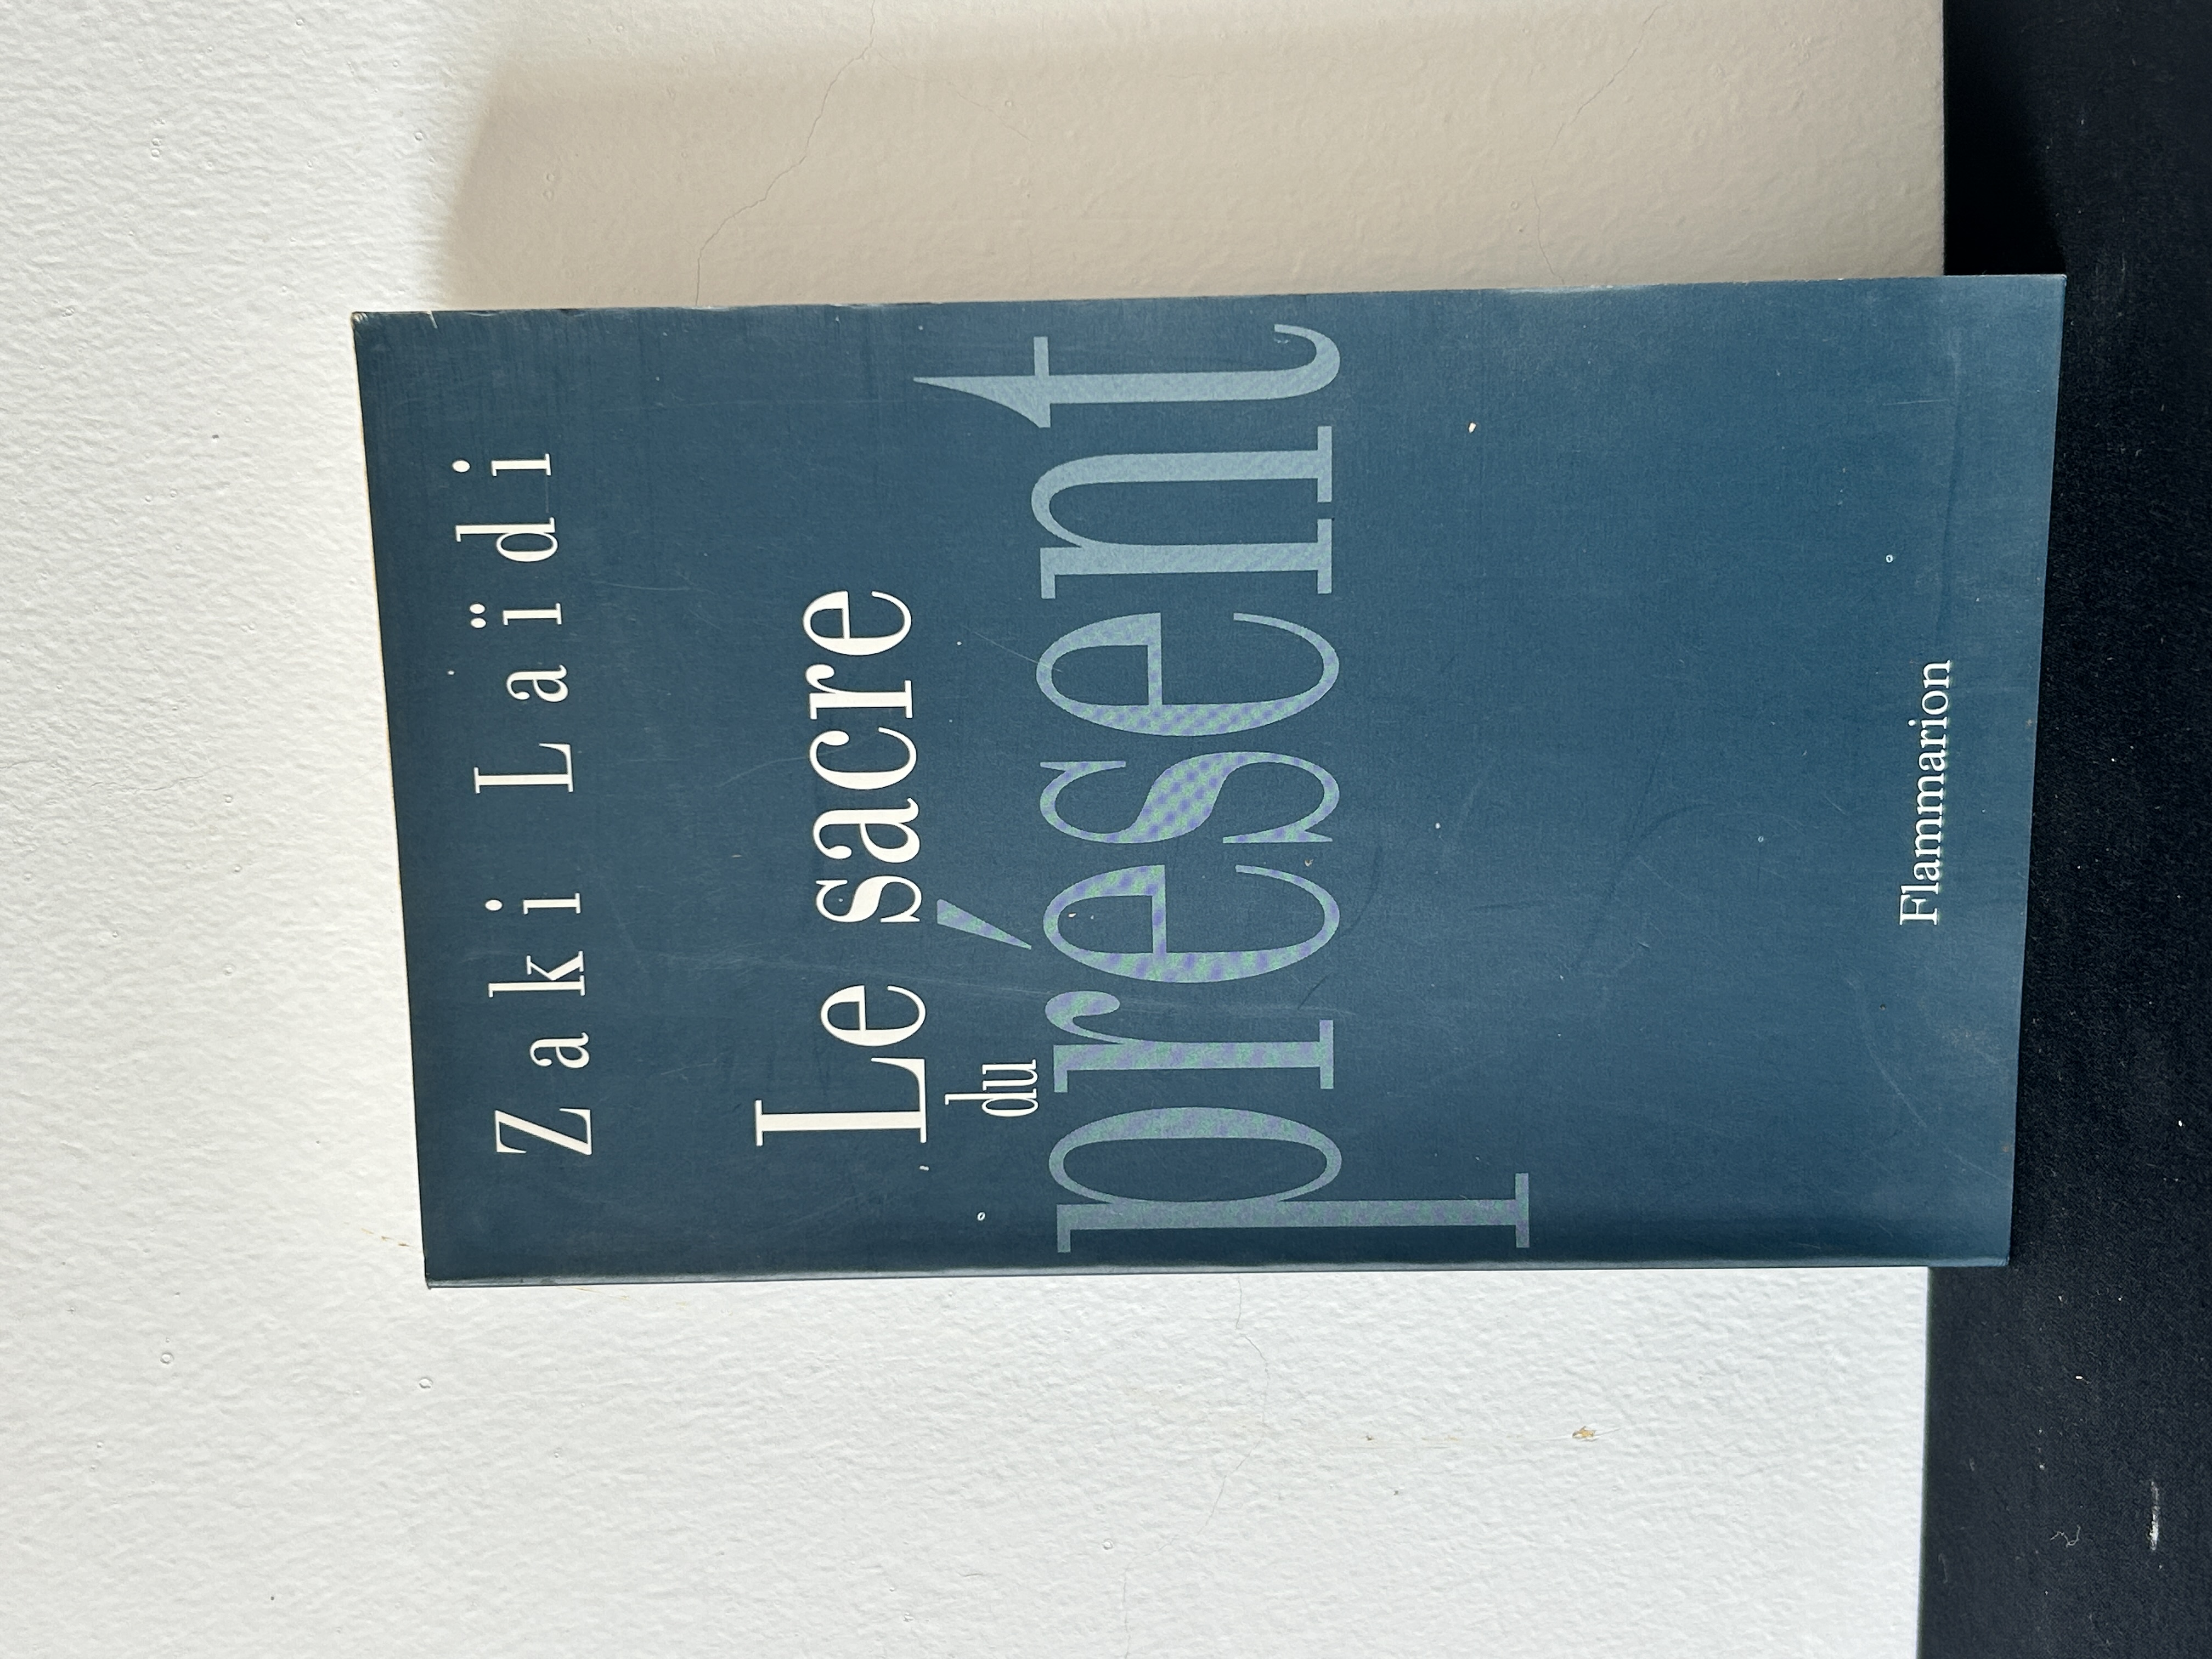 Zaki Laïdi
Le sacre
du
présent
Flammarion